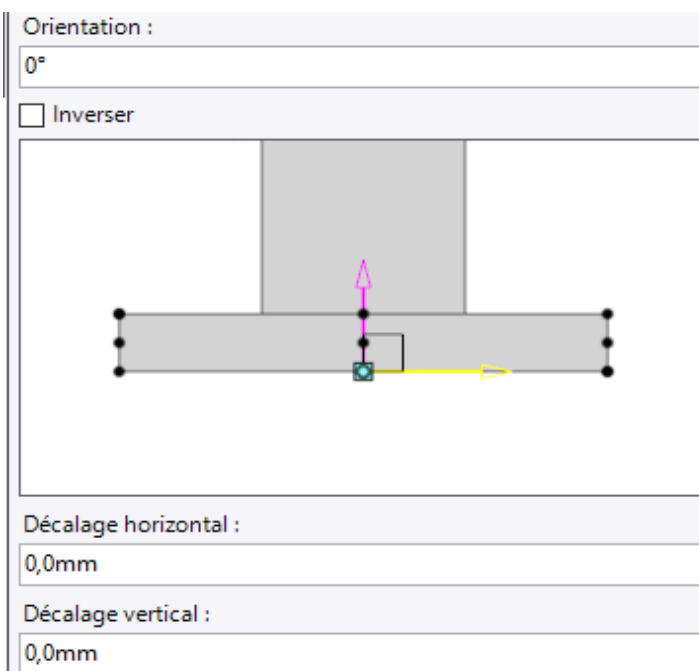 Orientation :
0°
Inverser
Décalage horizontal :
0,0mm
Décalage vertical :
0,0mm